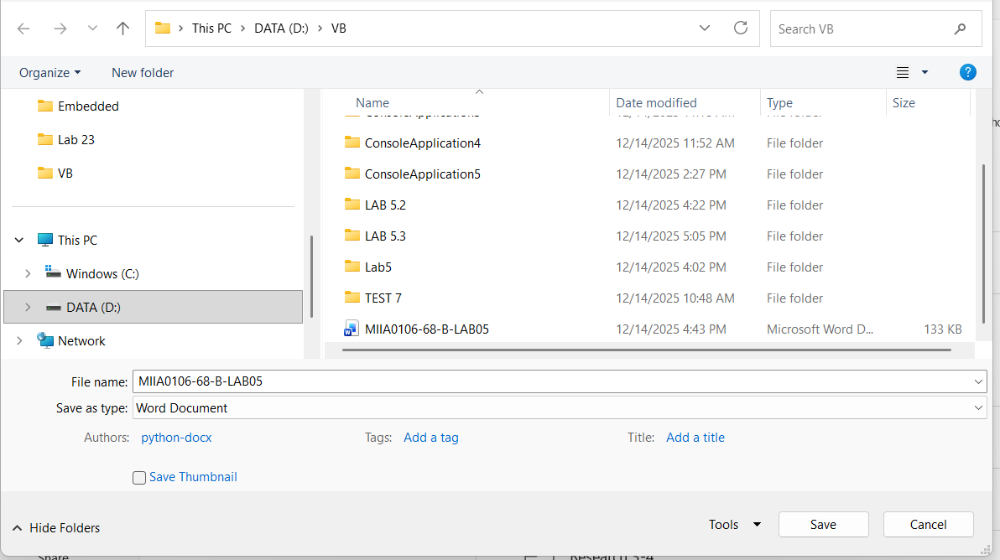 This PC > DATA (D:) > VB
Search VB
Organize
New folder
?
Embedded
Lab 23
VB
This PC
Windows (C:)
DATA (D:)
Network
Name Date modified Type Size
ConsoleApplication4 12/14/2025 11:52 AM File folder
ConsoleApplication5 12/14/2025 2:27 PM File folder
LAB 5.2 12/14/2025 4:22 PM File folder
LAB 5.3 12/14/2025 5:05 PM File folder
Lab5 12/14/2025 4:02 PM File folder
TEST 7 12/14/2025 10:48 AM File folder
MIIA0106-68-B-LAB05 12/14/2025 4:43 PM Microsoft Word D... 133 KB
File name: MIIA0106-68-B-LAB05
Save as type: Word Document
Authors: python-docx Tags: Add a tag Title: Add a title
Save Thumbnail
Hide Folders
Tools Save Cancel
Share